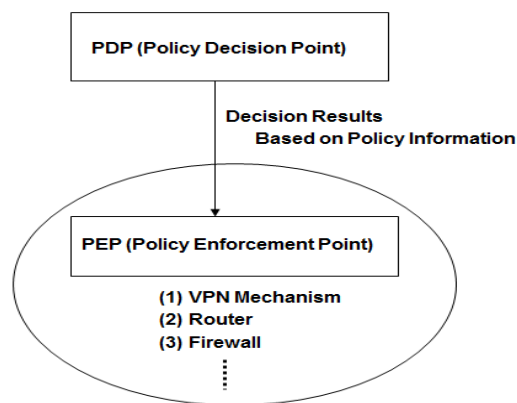 PDP (Policy Decision Point)
Decision Results
Based on Policy Information
PEP (Policy Enforcement Point)
(1) VPN Mechanism
(2) Router
(3) Firewall